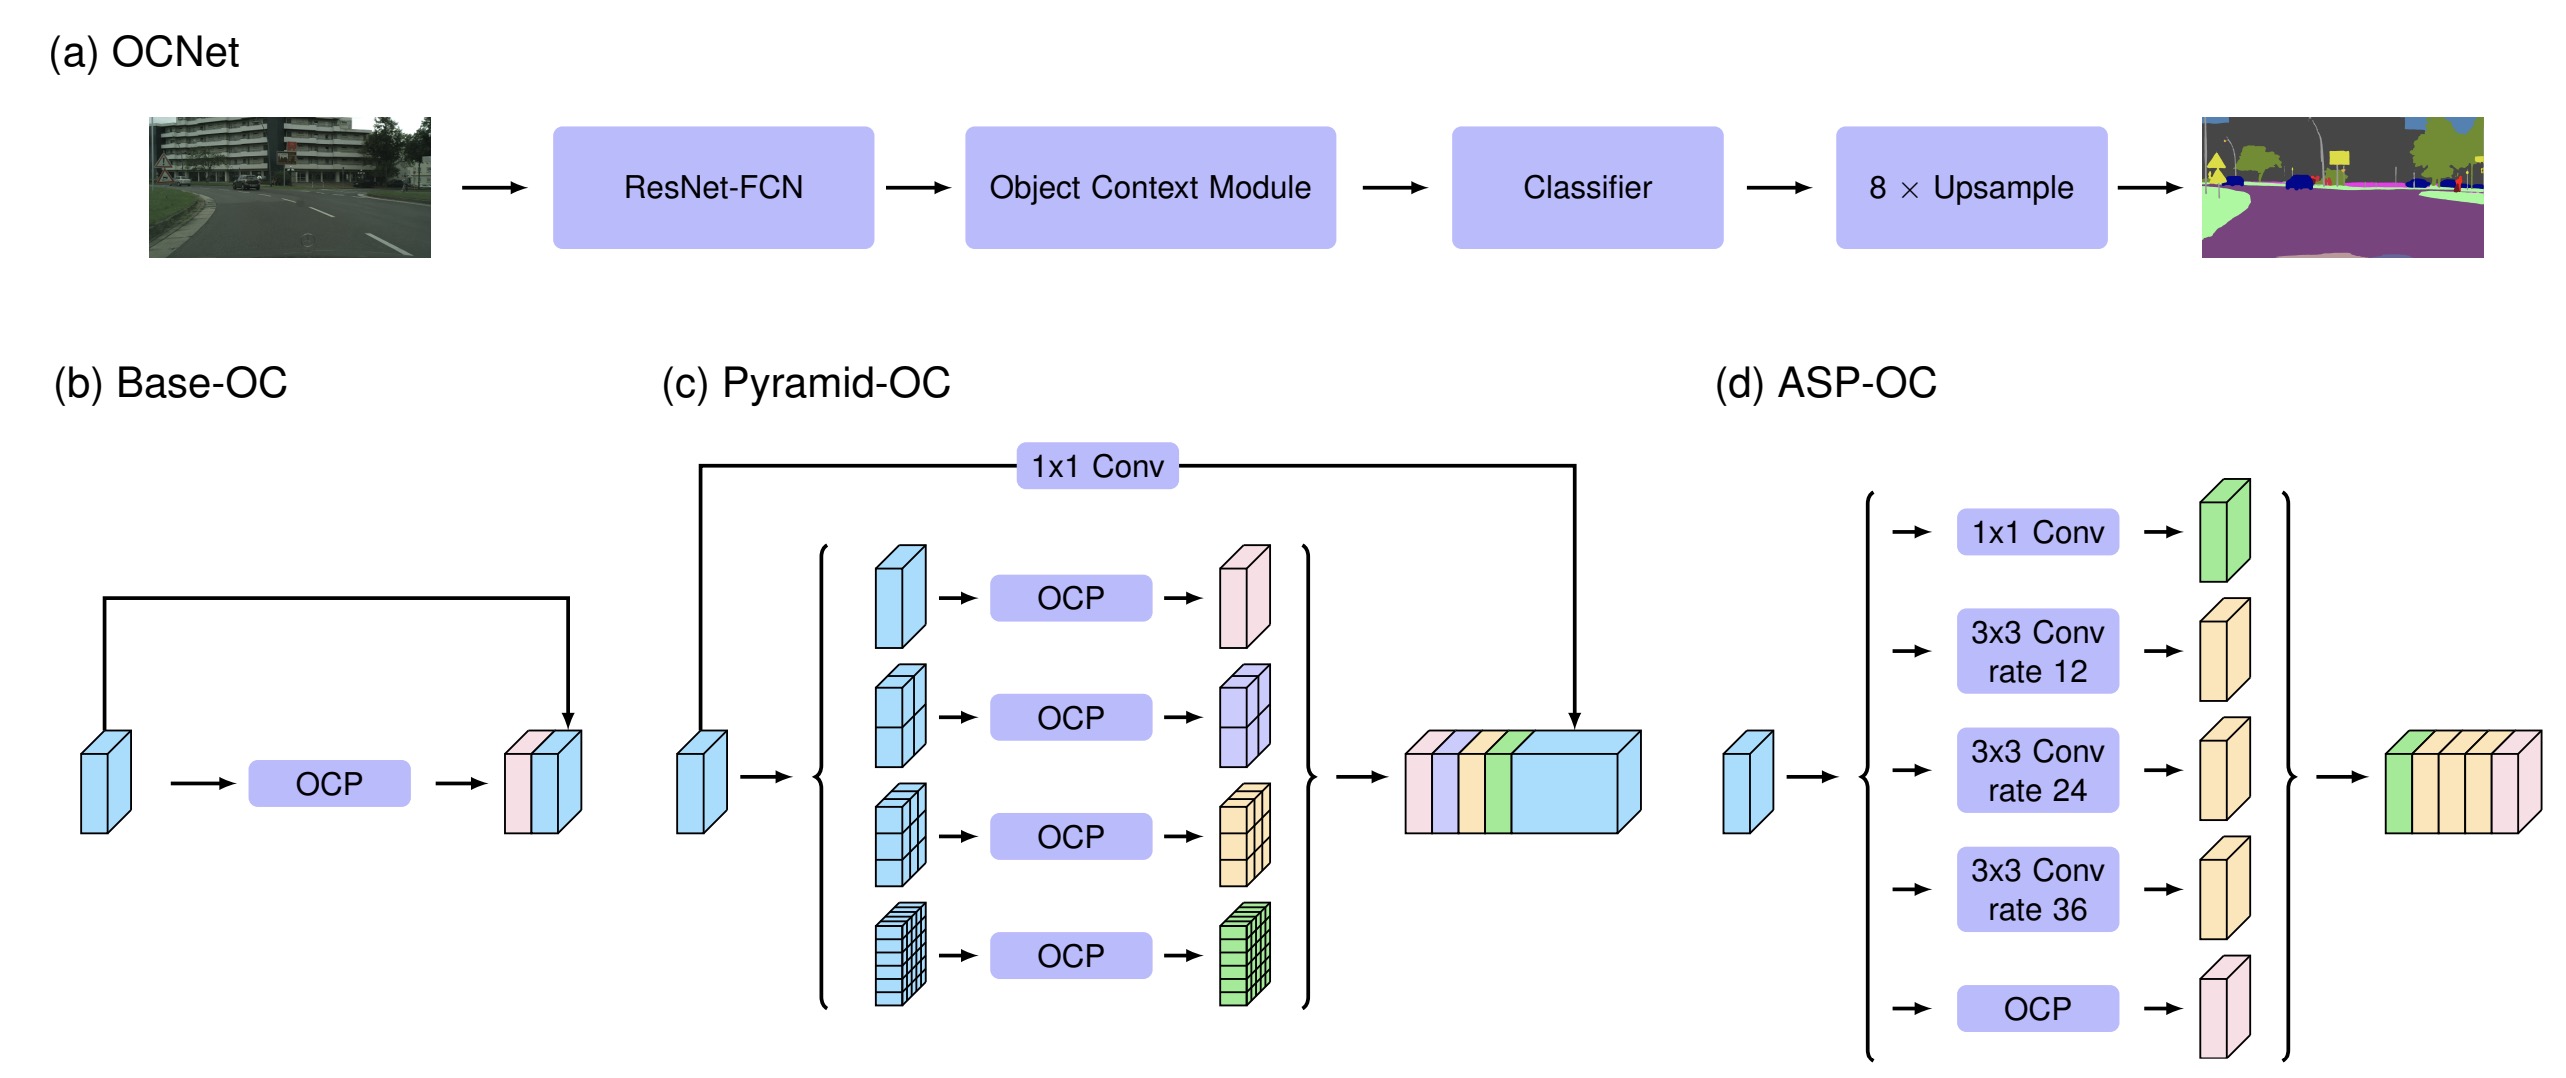 (a) OCNet
ResNet-FCN
Object Context Module
Classifier
8 × Upsample
(b) Base-OC
OCP
(c) Pyramid-OC
1x1 Conv
OCP
OCP
OCP
OCP
(d) ASP-OC
1x1 Conv
3x3 Conv
rate 12
3x3 Conv
rate 24
3x3 Conv
rate 36
OCP